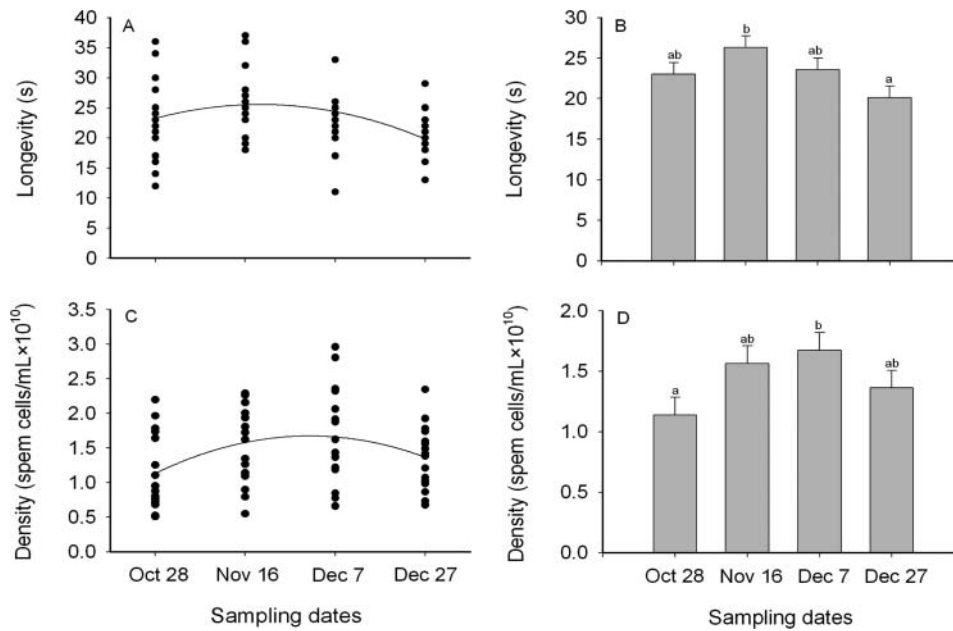 A
Longevity (s)
40
35
30
25
20
15
10
5
0
B
Longevity (s)
30
25
20
15
10
5
0
ab
b
ab
a
C
Density (spem cells/mL×10¹⁰)
3.5
3.0
2.5
2.0
1.5
1.0
0.5
0.0
Oct 28 Nov 16 Dec 7 Dec 27
Sampling dates
D
Density (spem cells/mL×10¹⁰)
2.0
1.5
1.0
0.5
0.0
a
ab
b
ab
Oct 28 Nov 16 Dec 7 Dec 27
Sampling dates